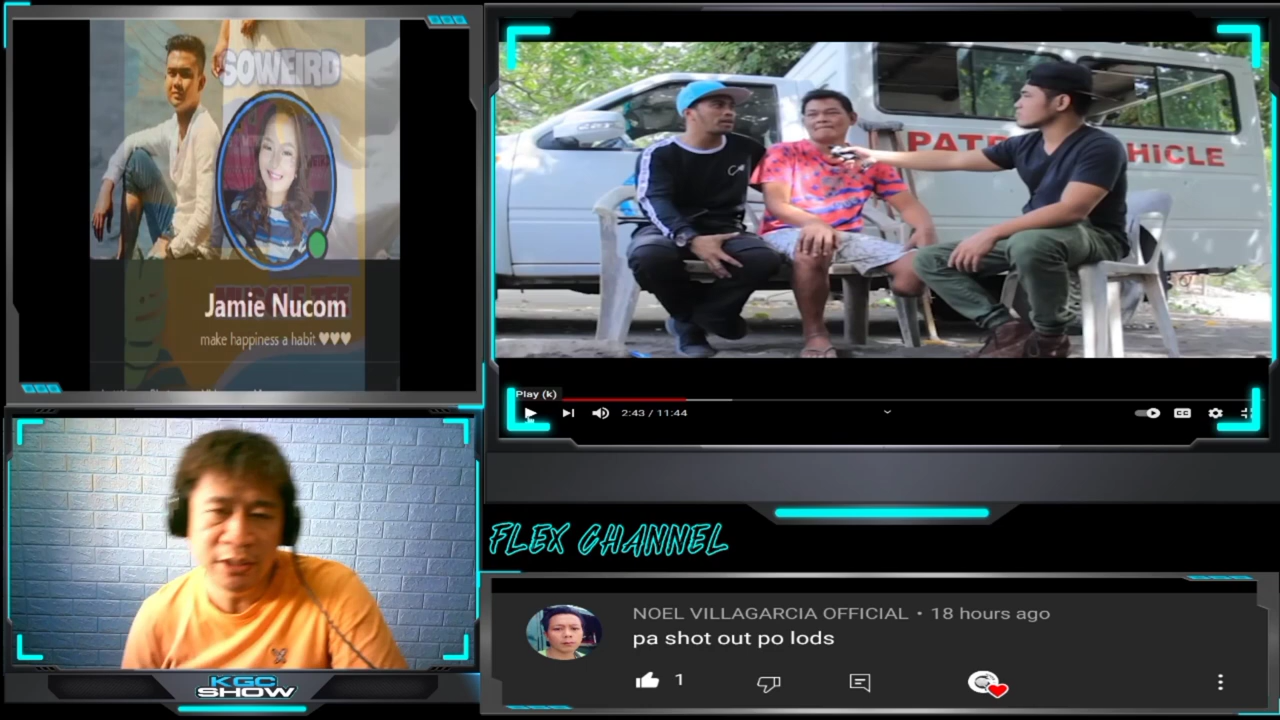 SOWEIRD
Jamie Nucom
make happiness a habit ♥♥♥
PATR
HICLE
Play (k)
2:43 / 11:44
CC
FLEX CHANNEL
NOEL VILLAGARCIA OFFICIAL • 18 hours ago
pa shot out po lods
1
KGC
SHOW